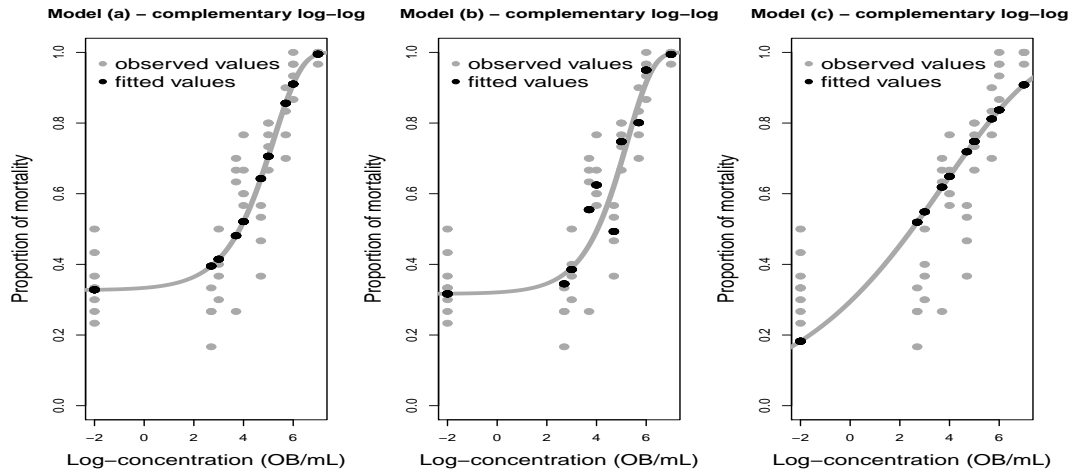 Model (a) − complementary log−log
observed values
fitted values
Proportion of mortality
0.0
0.2
0.4
0.6
0.8
1.0
−2
0
2
4
6
Log−concentration (OB/mL)
Model (b) − complementary log−log
observed values
fitted values
Proportion of mortality
0.0
0.2
0.4
0.6
0.8
1.0
−2
0
2
4
6
Log−concentration (OB/mL)
Model (c) − complementary log−log
observed values
fitted values
Proportion of mortality
0.0
0.2
0.4
0.6
0.8
1.0
−2
0
2
4
6
Log−concentration (OB/mL)